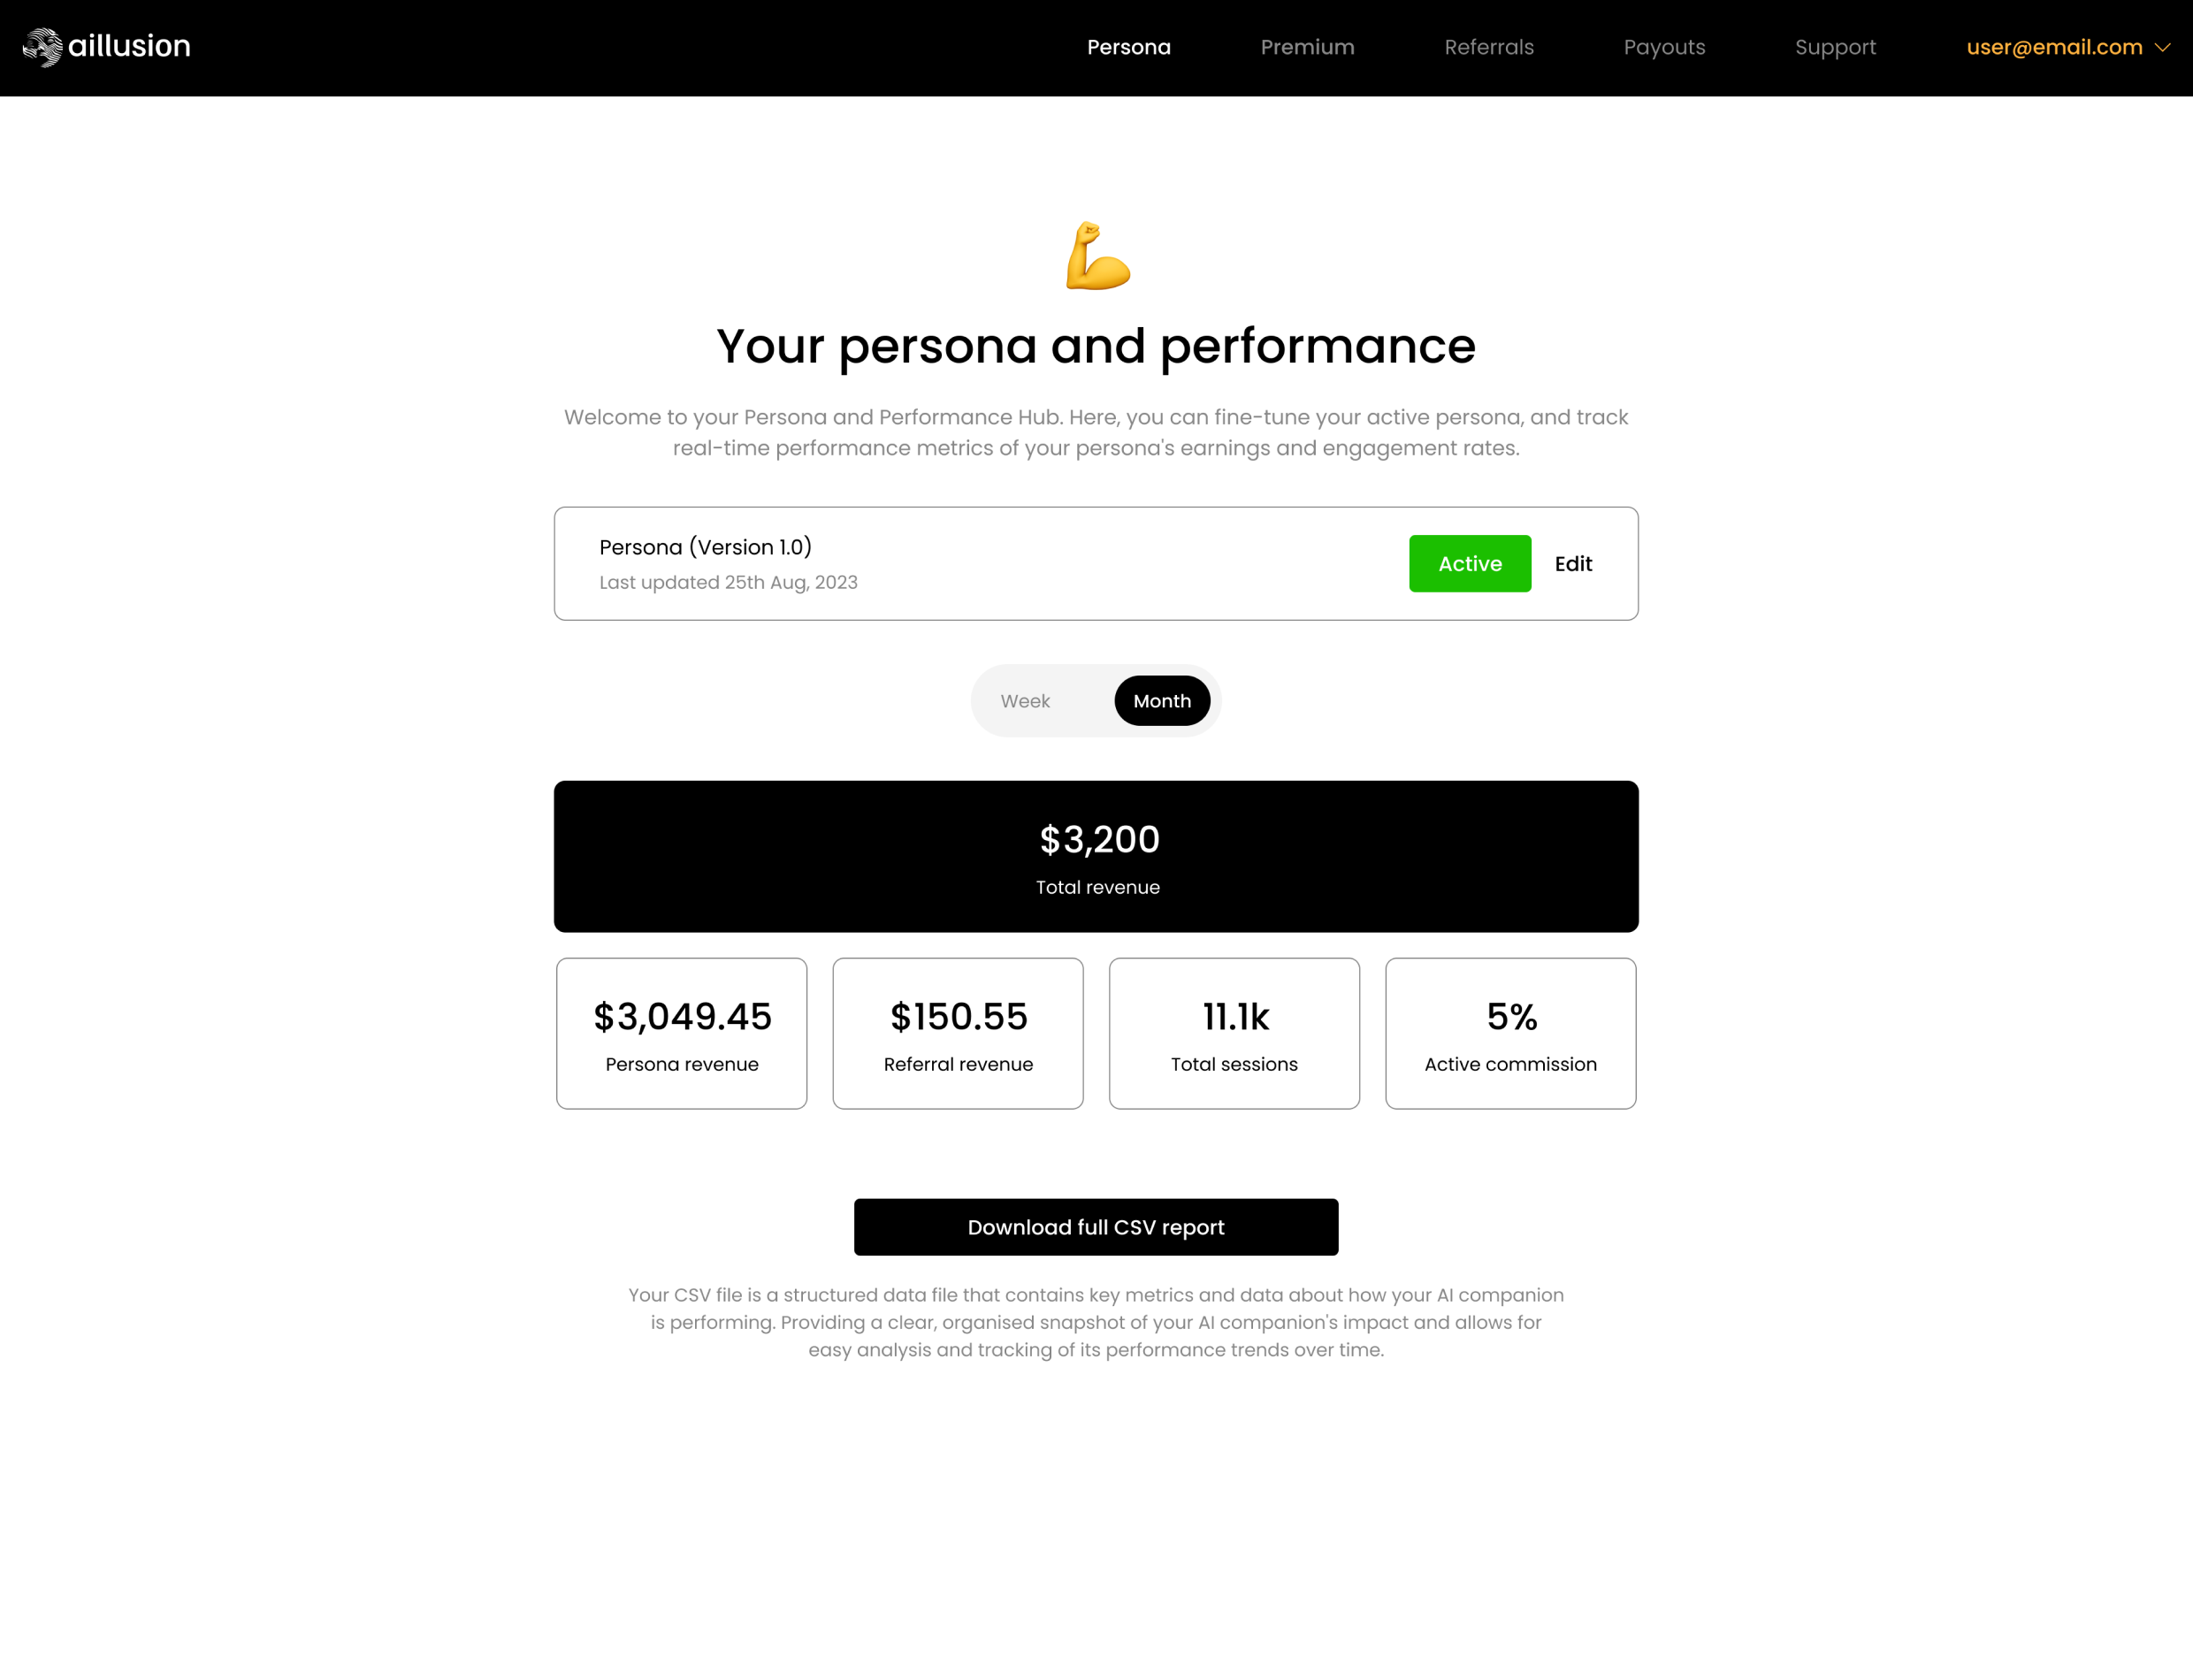 aillusion
Persona
Premium
Referrals
Payouts
Support
user@email.com
Your persona and performance
Welcome to your Persona and Performance Hub. Here, you can fine-tune your active persona, and track
real-time performance metrics of your persona's earnings and engagement rates.
Persona (Version 1.0)
Last updated 25th Aug, 2023
Active
Edit
Week
Month
$3,200
Total revenue
$3,049.45
Persona revenue
$150.55
Referral revenue
11.1k
Total sessions
5%
Active commission
Download full CSV report
Your CSV file is a structured data file that contains key metrics and data about how your AI companion
is performing. Providing a clear, organised snapshot of your AI companion's impact and allows for
easy analysis and tracking of its performance trends over time.